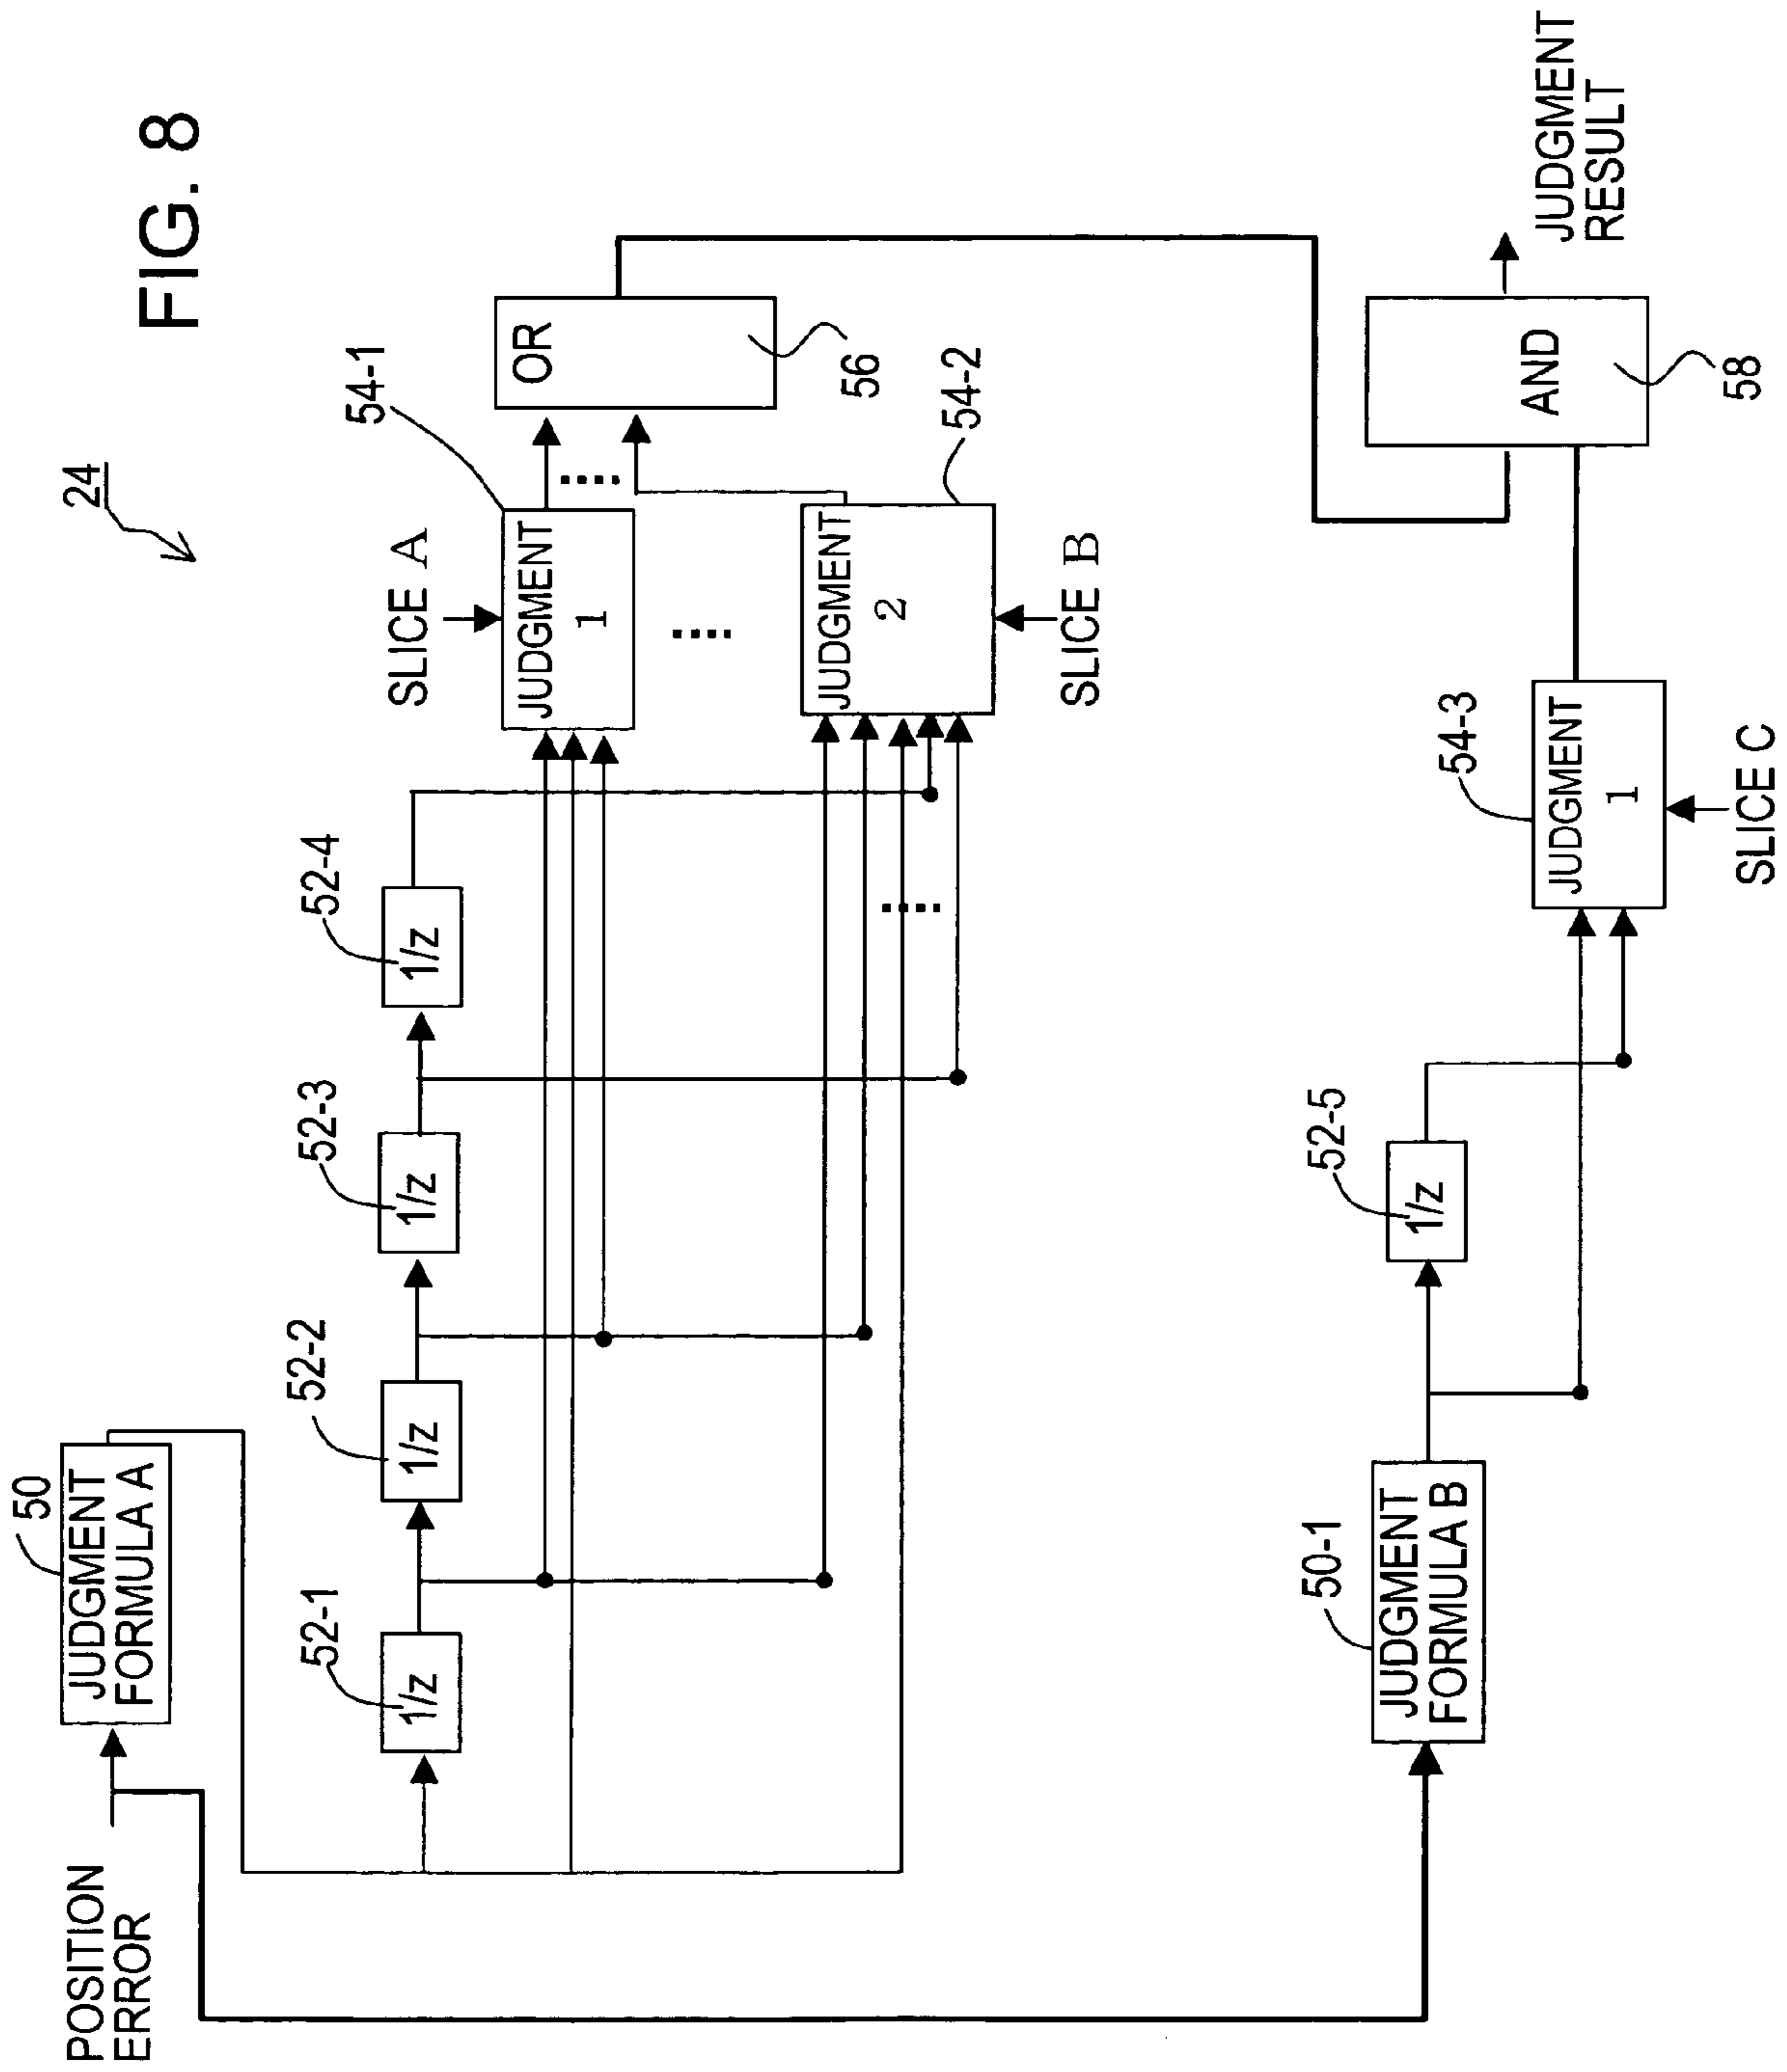 FIG. 8
24
POSITION
ERROR
50
JUDGMENT
FORMULA A
52-1
1/z
52-2
1/z
52-3
1/z
52-4
1/z
SLICE A
54-1
JUDGMENT
1
OR
56
JUDGMENT
2
54-2
SLICE B
50-1
JUDGMENT
FORMULA B
52-5
1/z
54-3
JUDGMENT
1
SLICE C
AND
58
JUDGMENT
RESULT